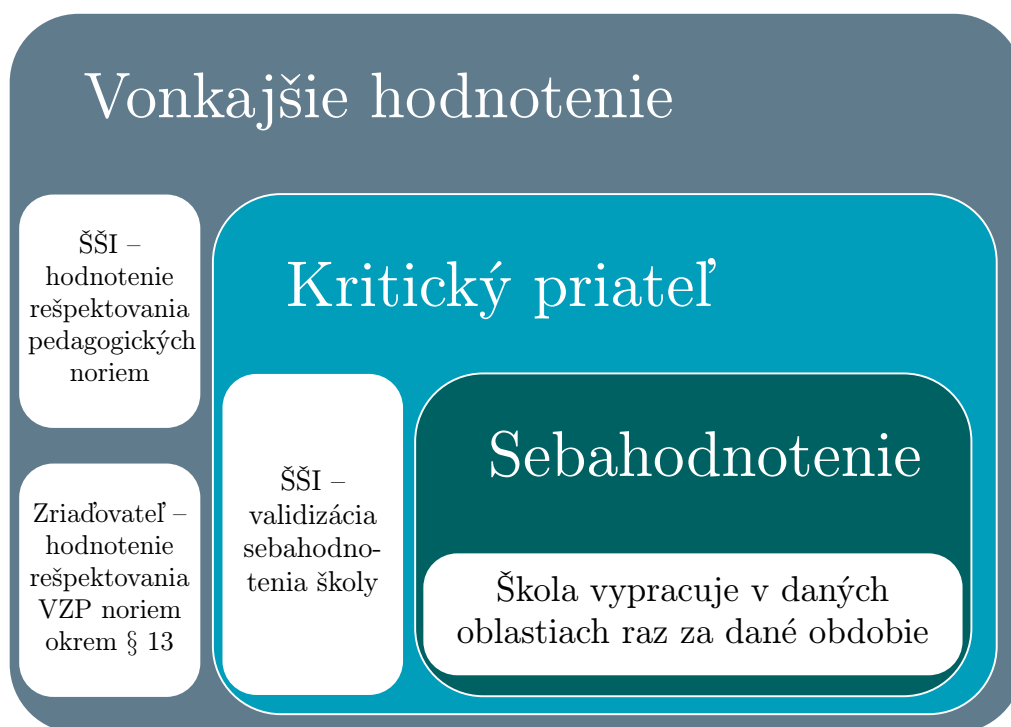 Vonkajšie hodnotenie
ŠŠI –
hodnotenie
rešpektovania
pedagogických
noriem
Zriaďovateľ –
hodnotenie
rešpektovania
VZP noriem
okrem § 13
Kritický priateľ
ŠŠI –
validizácia
sebahodno-
tenia školy
Sebahodnotenie
Škola vypracuje v daných
oblastiach raz za dané obdobie